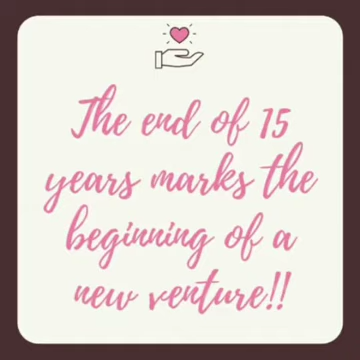 The end of 15
years marks the
beginning of a
new venture!!